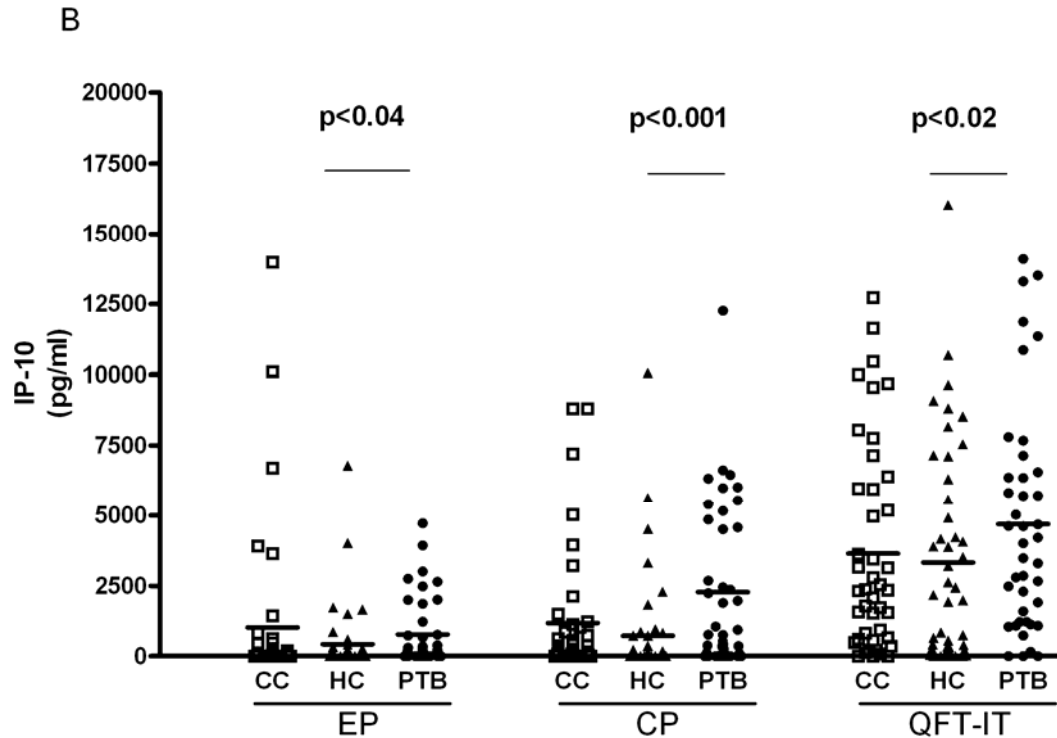 B
20000
17500
15000
12500
10000
7500
5000
2500
0
IP-10
(pg/ml)
p<0.04
p<0.001
p<0.02
CC HC PTB CC HC PTB CC HC PTB
EP CP QFT-IT